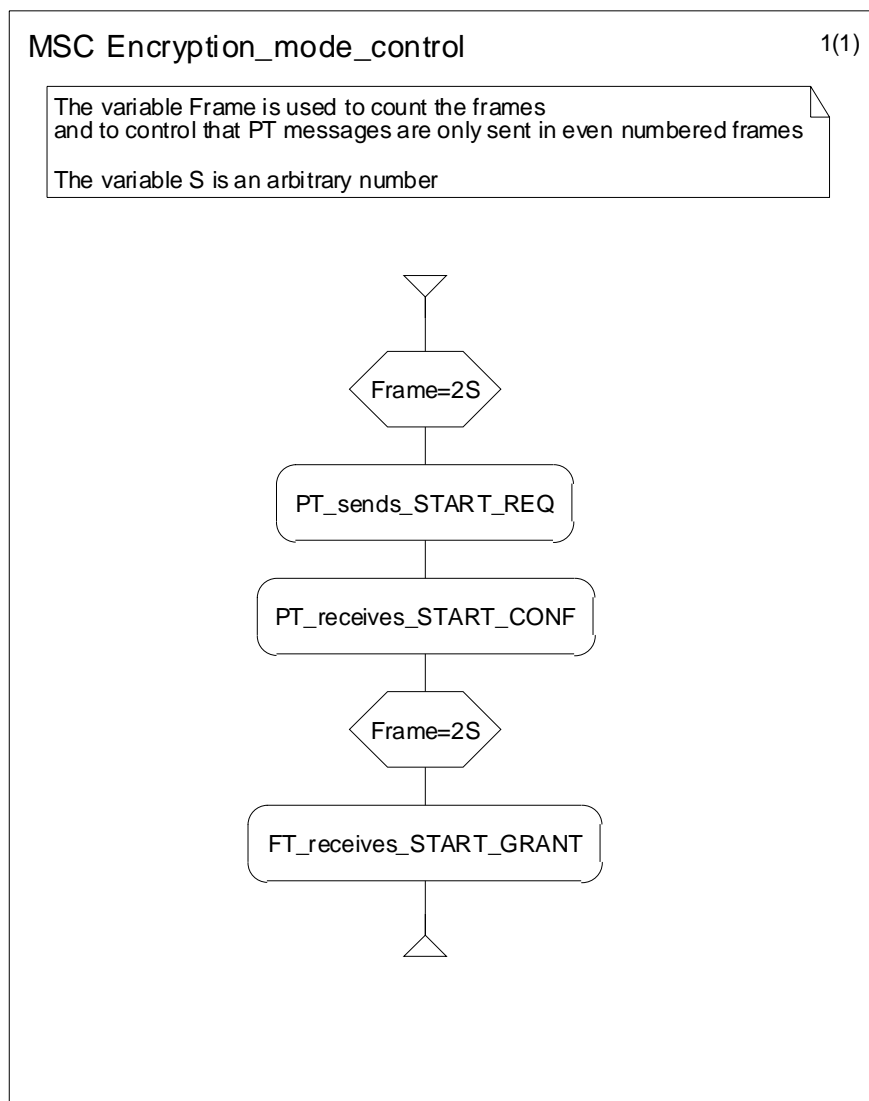 MSC Encryption_mode_control
1(1)
The variable Frame is used to count the frames
and to control that PT messages are only sent in even numbered frames
The variable S is an arbitrary number
Frame=2S
PT_sends_START_REQ
PT_receives_START_CONF
Frame=2S
FT_receives_START_GRANT